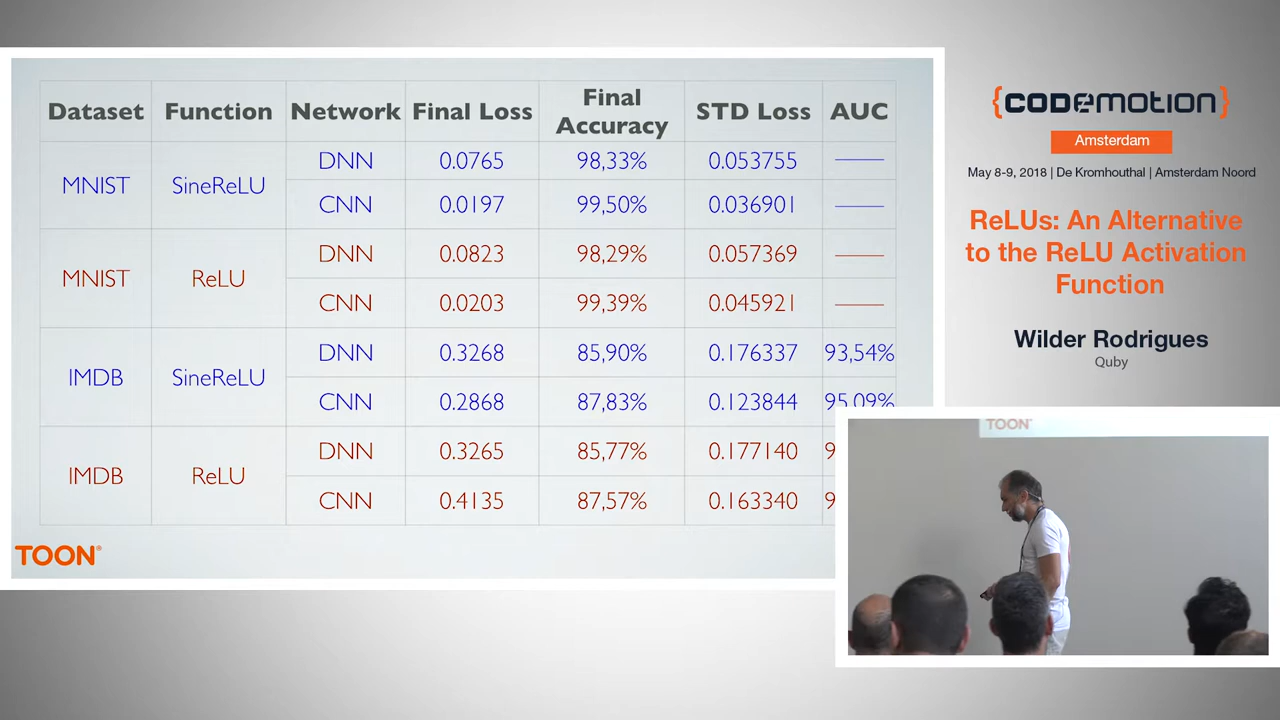 Dataset Function Network Final Loss Final Accuracy STD Loss AUC
MNIST SineReLU DNN 0.0765 98,33% 0.053755
CNN 0.0197 99,50% 0.036901
MNIST ReLU DNN 0.0823 98,29% 0.057369
CNN 0.0203 99,39% 0.045921
IMDB SineReLU DNN 0.3268 85,90% 0.176337 93,54%
CNN 0.2868 87,83% 0.123844 95,09%
IMDB ReLU DNN 0.3265 85,77% 0.177140 9
CNN 0.4135 87,57% 0.163340 9
TOON®
{CODEMOTION}
Amsterdam
May 8-9, 2018 | De Kromhouthal | Amsterdam Noord
ReLUs: An Alternative
to the ReLU Activation
Function
Wilder Rodrigues
Quby
TOON